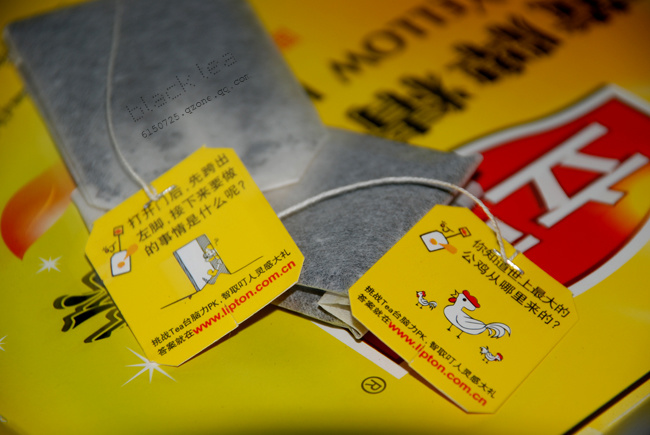 black tea
6150725.qzone.qq.com
YELLOW
打开门后,先跨出
左脚,接下来要做
的事情是什么呢?
挑战Tea台脑力PK,智取叮人灵感大礼
答案就在www.lipton.com.cn
你知道世上最大的
公鸡从哪里来的?
挑战Tea台脑力PK,智取叮人灵感大礼
答案就在www.lipton.com.cn
®